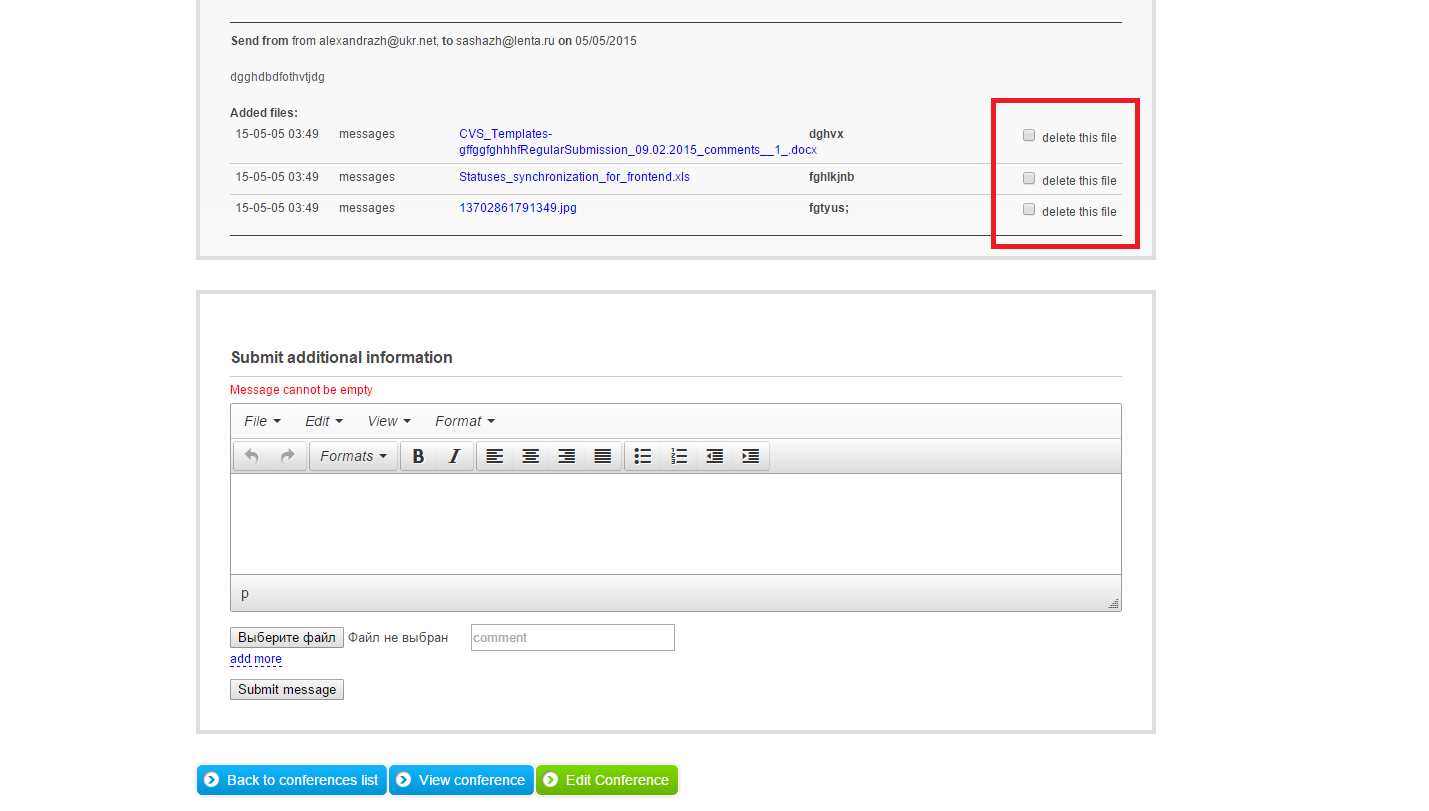 Send from from alexandrazh@ukr.net, to sashazh@lenta.ru on 05/05/2015
dgghdbdfothvtjdg
Added files:
15-05-05 03:49 messages CVS_Templates- dghvx delete this file
gffggfghhhfRegularSubmission_09.02.2015_comments__1_.docx
15-05-05 03:49 messages Statuses_synchronization_for_frontend.xls fghlkjnb delete this file
15-05-05 03:49 messages 13702861791349.jpg fgtyus; delete this file
Submit additional information
Message cannot be empty
File Edit View Format
Formats B I
p
Выберите файл Файл не выбран comment
add more
Submit message
Back to conferences list View conference Edit Conference